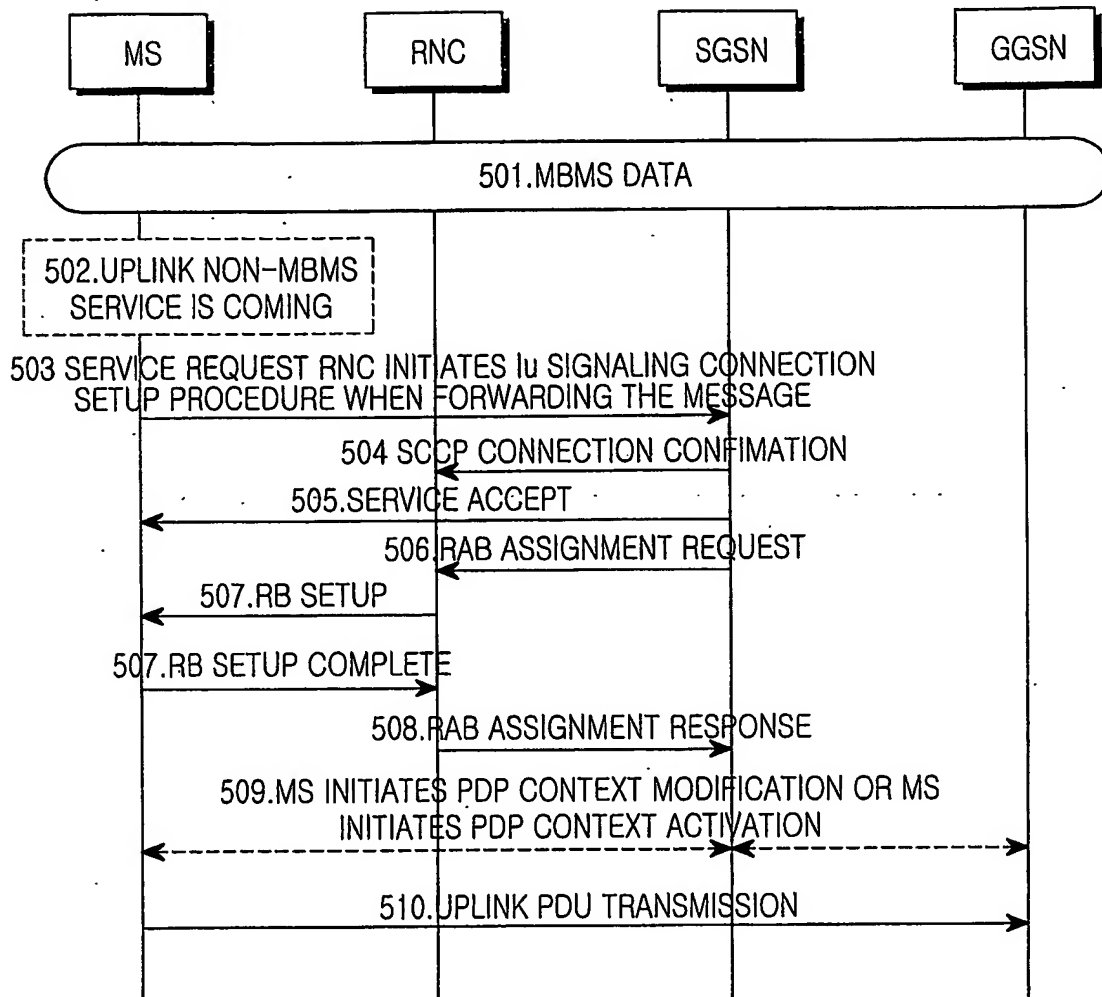 MS
RNC
SGSN
GGSN
501.MBMS DATA
502.UPLINK NON-MBMS
SERVICE IS COMING
503 SERVICE REQUEST RNC INITIATES Iu SIGNALING CONNECTION
SETUP PROCEDURE WHEN FORWARDING THE MESSAGE
504 SCCP CONNECTION CONFIMATION
505.SERVICE ACCEPT
506.RAB ASSIGNMENT REQUEST
507.RB SETUP
507.RB SETUP COMPLETE
508.RAB ASSIGNMENT RESPONSE
509.MS INITIATES PDP CONTEXT MODIFICATION OR MS
INITIATES PDP CONTEXT ACTIVATION
510.UPLINK PDU TRANSMISSION